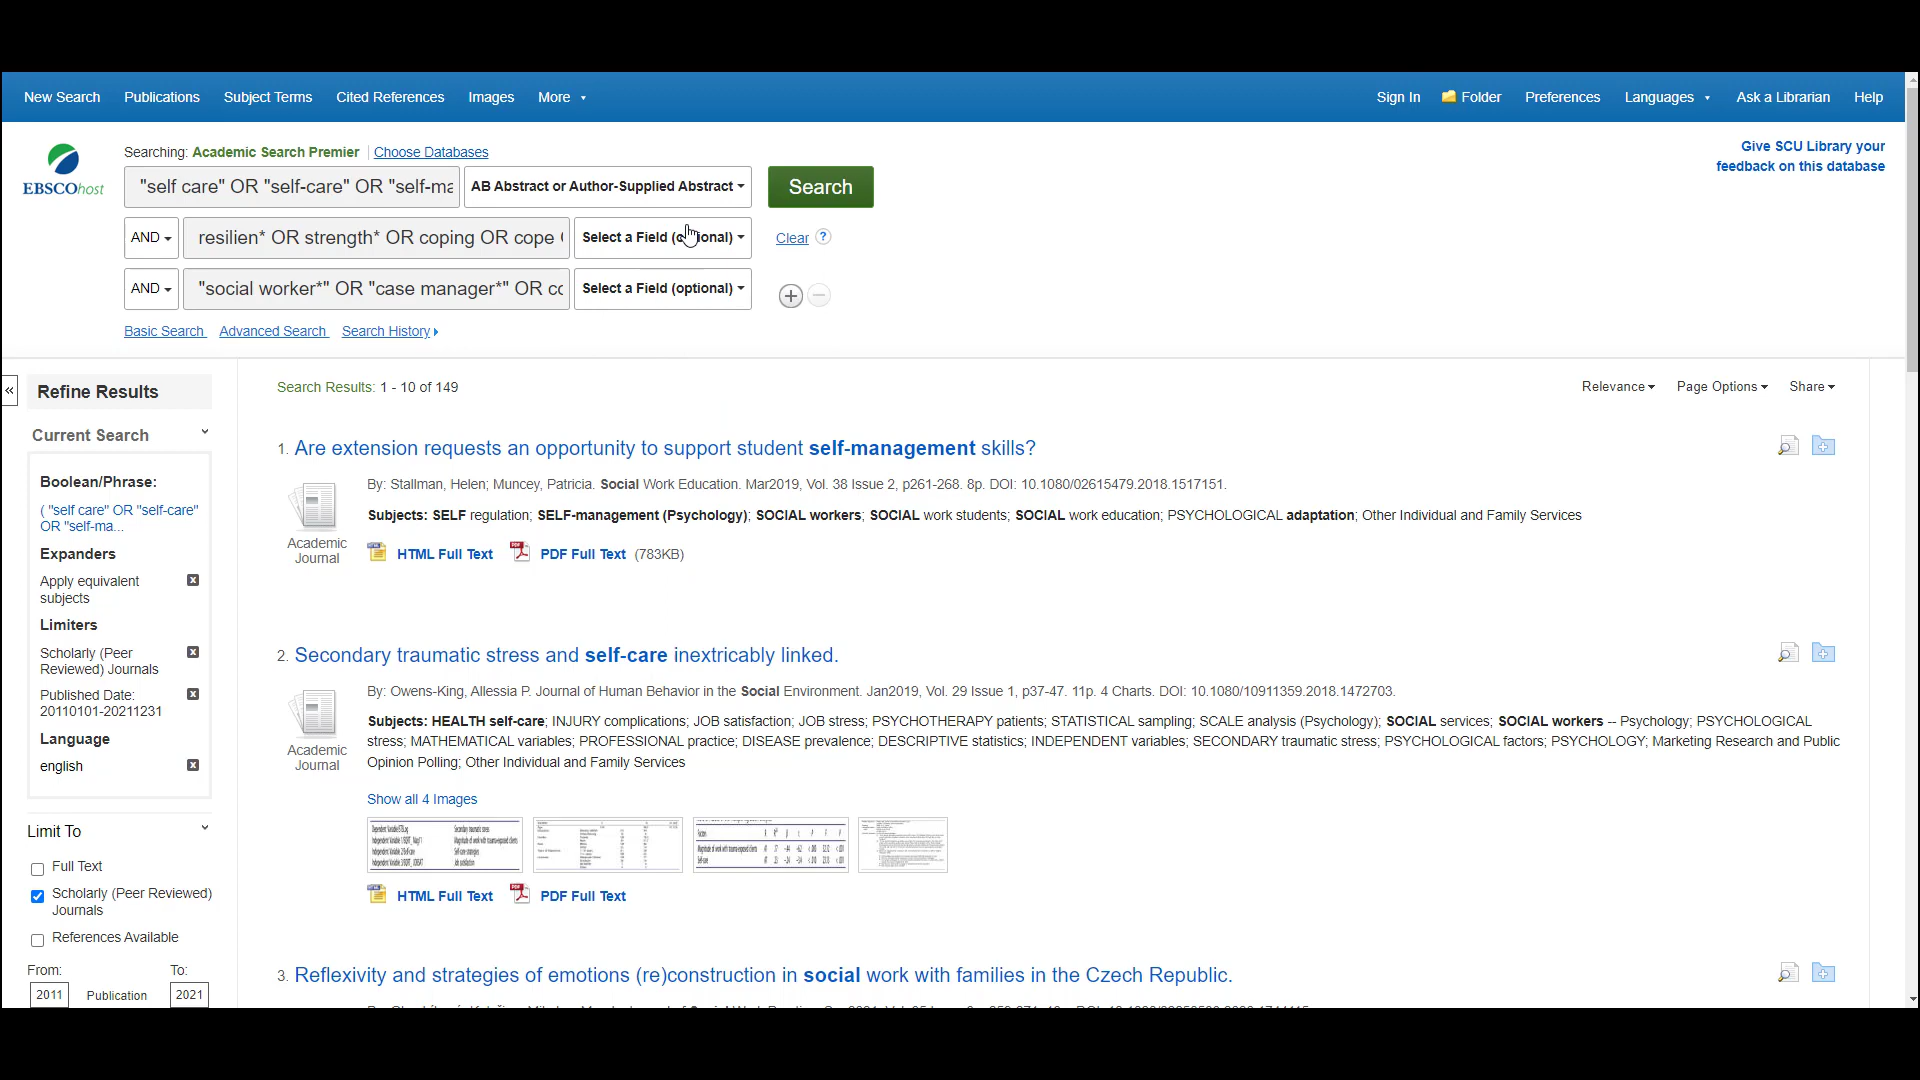 New Search Publications Subject Terms Cited References Images More Sign In Folder Preferences Languages Ask a Librarian Help
Searching: Academic Search Premier Choose Databases
Give SCU Library your
feedback on this database
EBSCOhost
"self care" OR "self-care" OR "self-ma AB Abstract or Author-Supplied Abstract Search
AND resilien* OR strength* OR coping OR cope Select a Field (optional) Clear ?
AND "social worker*" OR "case manager*" OR co Select a Field (optional)
Basic Search Advanced Search Search History
Refine Results
Current Search
Boolean/Phrase:
( "self care" OR "self-care"
OR "self-ma...
Expanders
Apply equivalent
subjects
Limiters
Scholarly (Peer
Reviewed) Journals
Published Date:
20110101-20211231
Language
english
Limit To
Full Text
Scholarly (Peer Reviewed)
Journals
References Available
From: To:
2011 Publication 2021
Search Results: 1 - 10 of 149 Relevance Page Options Share
1. Are extension requests an opportunity to support student self-management skills?
By: Stallman, Helen; Muncey, Patricia. Social Work Education. Mar2019, Vol. 38 Issue 2, p261-268. 8p. DOI: 10.1080/02615479.2018.1517151.
Subjects: SELF regulation; SELF-management (Psychology); SOCIAL workers; SOCIAL work students; SOCIAL work education; PSYCHOLOGICAL adaptation; Other Individual and Family Services
Academic
Journal
HTML Full Text PDF Full Text (783KB)
2. Secondary traumatic stress and self-care inextricably linked.
By: Owens-King, Allessia P. Journal of Human Behavior in the Social Environment. Jan2019, Vol. 29 Issue 1, p37-47. 11p. 4 Charts. DOI: 10.1080/10911359.2018.1472703.
Subjects: HEALTH self-care; INJURY complications; JOB satisfaction; JOB stress; PSYCHOTHERAPY patients; STATISTICAL sampling; SCALE analysis (Psychology); SOCIAL services; SOCIAL workers -- Psychology; PSYCHOLOGICAL
stress; MATHEMATICAL variables; PROFESSIONAL practice; DISEASE prevalence; DESCRIPTIVE statistics; INDEPENDENT variables; SECONDARY traumatic stress; PSYCHOLOGICAL factors; PSYCHOLOGY; Marketing Research and Public
Opinion Polling; Other Individual and Family Services
Academic
Journal
Show all 4 Images
HTML Full Text PDF Full Text
3. Reflexivity and strategies of emotions (re)construction in social work with families in the Czech Republic.